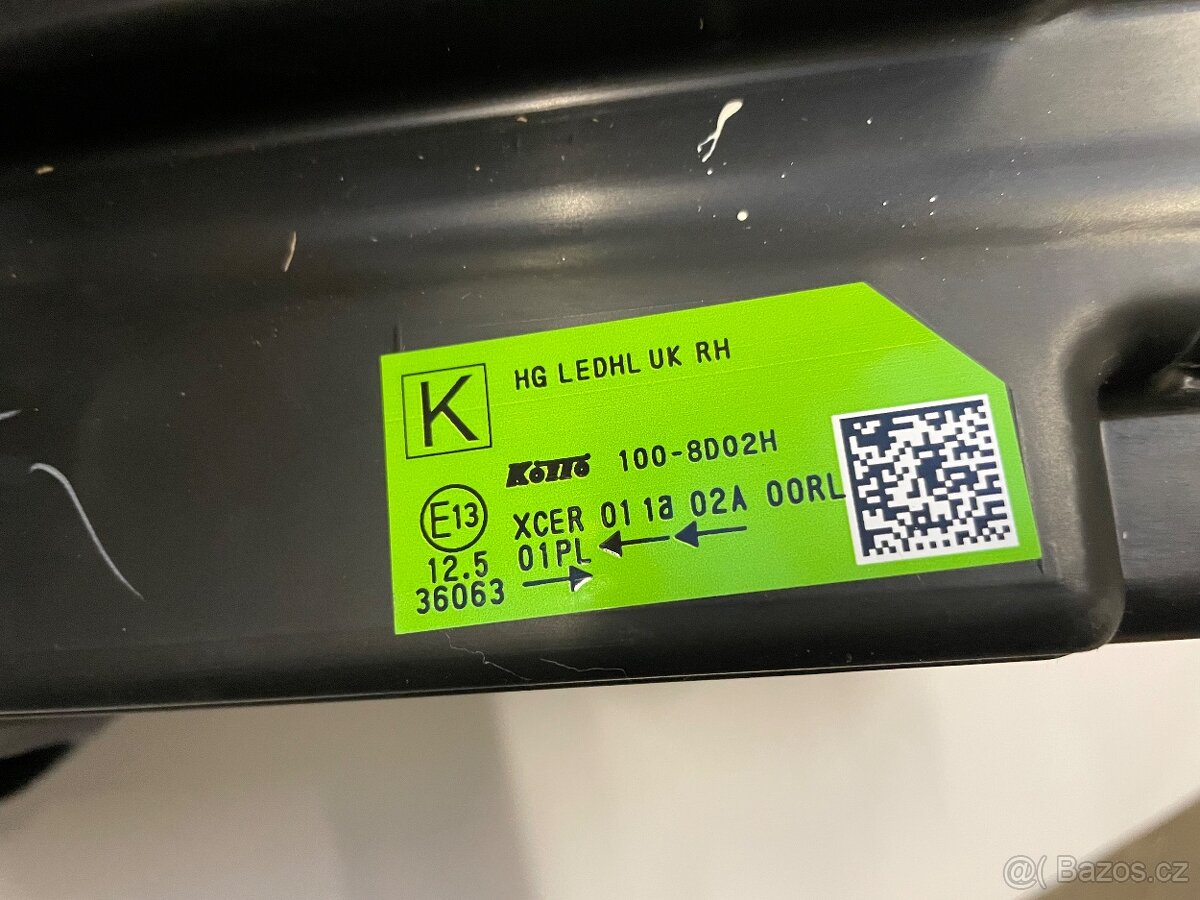 K
HG LEDHL UK RH
KOITO 100-8D02H
E13 XCER 01 1a 02A 00RL
12.5 01PL
36063
@( Bazos.cz